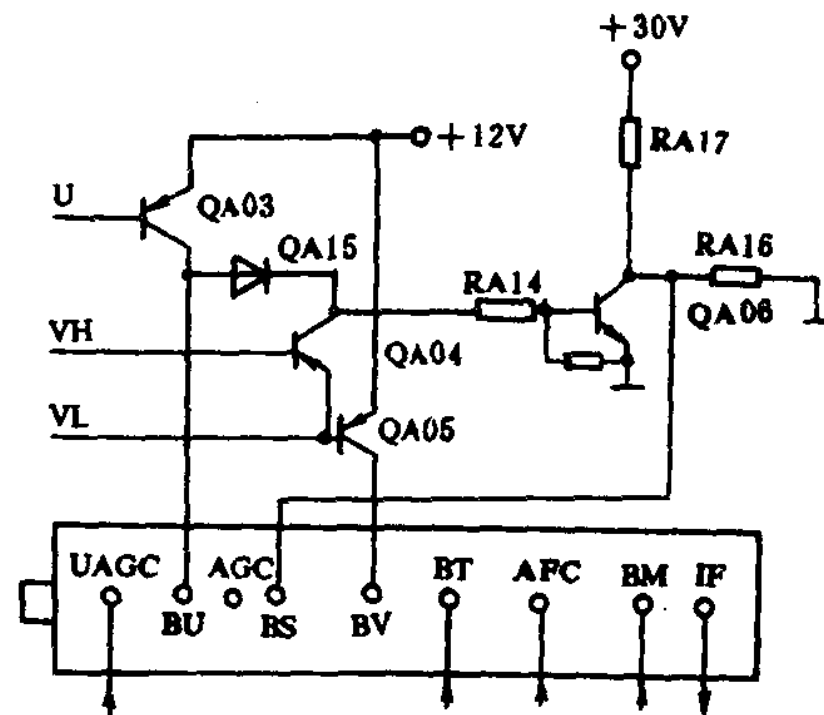 +30V
RA17
+12V
U
QA03
QA15
RA14
RA16
QA06
VH
QA04
VL
QA05
UAGC
BU
AGC
BS
BV
BT
AFC
BM
IF